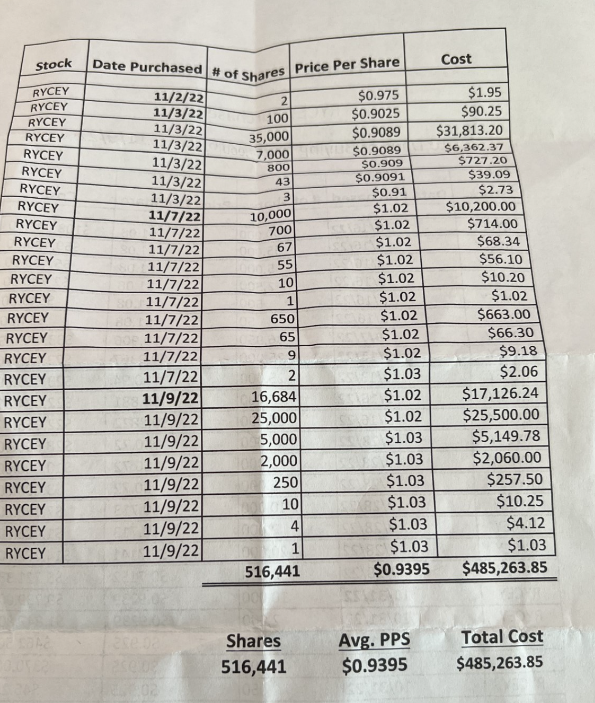 Stock Date Purchased # of Shares Price Per Share Cost
RYCEY 11/2/22 2 $0.975 $1.95
RYCEY 11/3/22 100 $0.9025 $90.25
RYCEY 11/3/22 35,000 $0.9089 $31,813.20
RYCEY 11/3/22 7,000 $0.9089 $6,362.37
RYCEY 11/3/22 800 $0.909 $727.20
RYCEY 11/3/22 43 $0.9091 $39.09
RYCEY 11/3/22 3 $0.91 $2.73
RYCEY 11/7/22 10,000 $1.02 $10,200.00
RYCEY 11/7/22 700 $1.02 $714.00
RYCEY 11/7/22 67 $1.02 $68.34
RYCEY 11/7/22 55 $1.02 $56.10
RYCEY 11/7/22 10 $1.02 $10.20
RYCEY 11/7/22 1 $1.02 $1.02
RYCEY 11/7/22 650 $1.02 $663.00
RYCEY 11/7/22 65 $1.02 $66.30
RYCEY 11/7/22 9 $1.02 $9.18
RYCEY 11/7/22 2 $1.03 $2.06
RYCEY 11/9/22 16,684 $1.02 $17,126.24
RYCEY 11/9/22 25,000 $1.02 $25,500.00
RYCEY 11/9/22 5,000 $1.03 $5,149.78
RYCEY 11/9/22 2,000 $1.03 $2,060.00
RYCEY 11/9/22 250 $1.03 $257.50
RYCEY 11/9/22 10 $1.03 $10.25
RYCEY 11/9/22 4 $1.03 $4.12
RYCEY 11/9/22 1 $1.03 $1.03
516,441 $0.9395 $485,263.85
Shares Avg. PPS Total Cost
516,441 $0.9395 $485,263.85